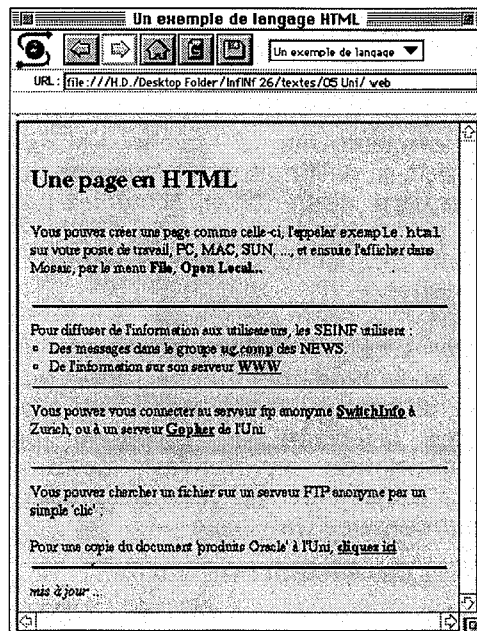 Un exemple de langage HTML
Un exemple de langage
URL : file:///H.D./Desktop Folder/InfINf 26/textes/05 Uni/ web
Une page en HTML
Vous pouvez créer une page comme celle-ci, l'appeler exemple.html
sur votre poste de travail, PC, MAC, SUN, ..., et ensuite l'afficher dans
Mosaic, par le menu File, Open Local...
Pour diffuser de l'information aux utilisateurs, les SEINF utilisent :
▫ Des messages dans le groupe ug.comp des NEWS.
▫ De l'information sur son serveur WWW
Vous pouvez vous connecter au serveur ftp anonyme SwitchInfo à
Zurich, ou à un serveur Gopher de l'Uni.
Vous pouvez chercher un fichier sur un serveur FTP anonyme par un
simple 'clic' :
Pour une copie du document 'produits Oracle' à l'Uni, cliquez ici
mis à jour ...